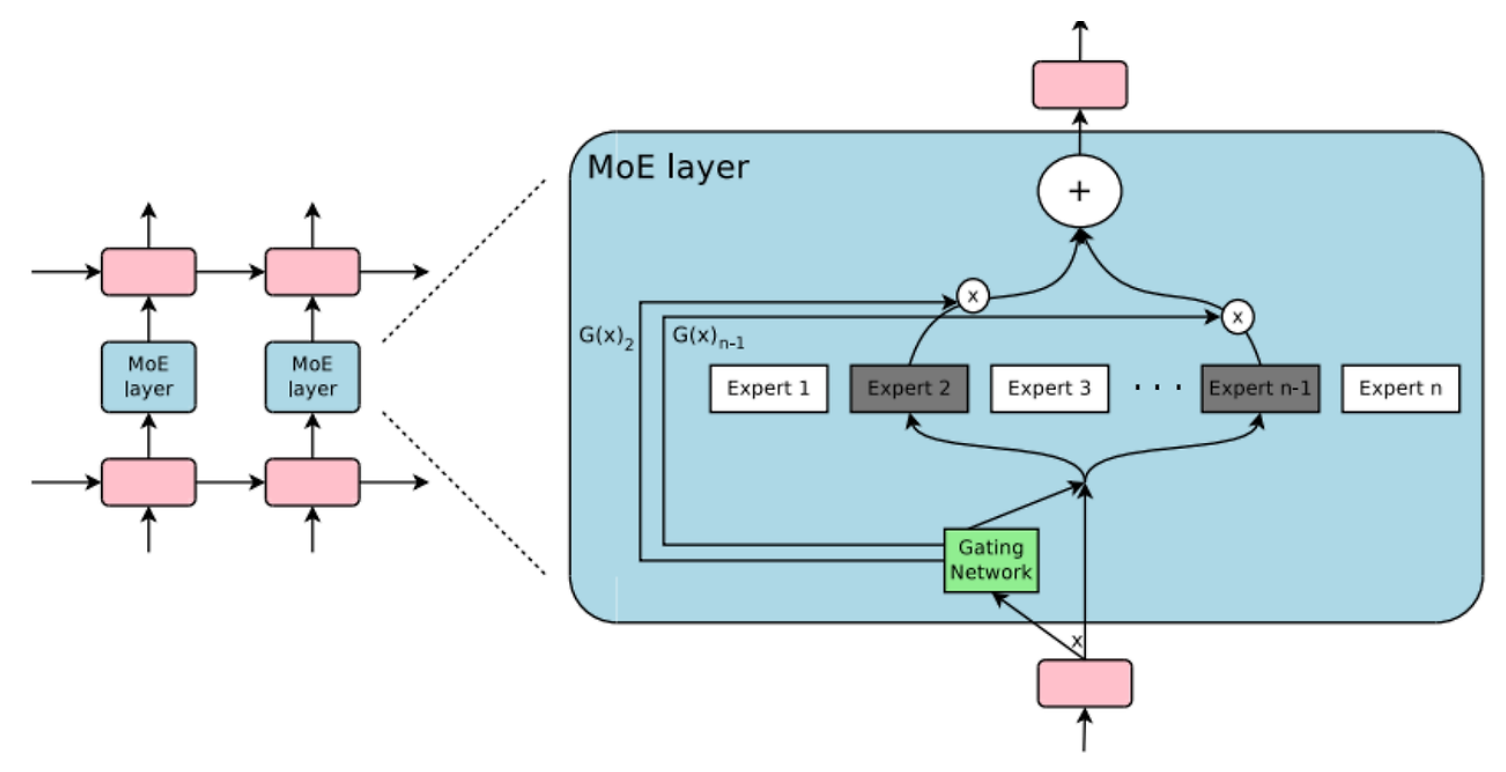 MoE
layer
MoE
layer
MoE layer
+
x
x
G(x)2
G(x)n-1
Expert 1
Expert 2
Expert 3
. . .
Expert n-1
Expert n
Gating
Network
x